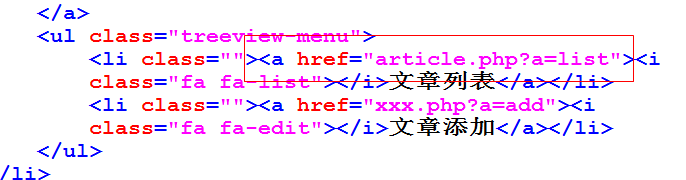 </a>
<ul class="treeview-menu">
<li class=""><a href="article.php?a=list"><i
class="fa fa-list"></i>文章列表</a></li>
<li class=""><a href="xxx.php?a=add"><i
class="fa fa-edit"></i>文章添加</a></li>
</ul>
/li>